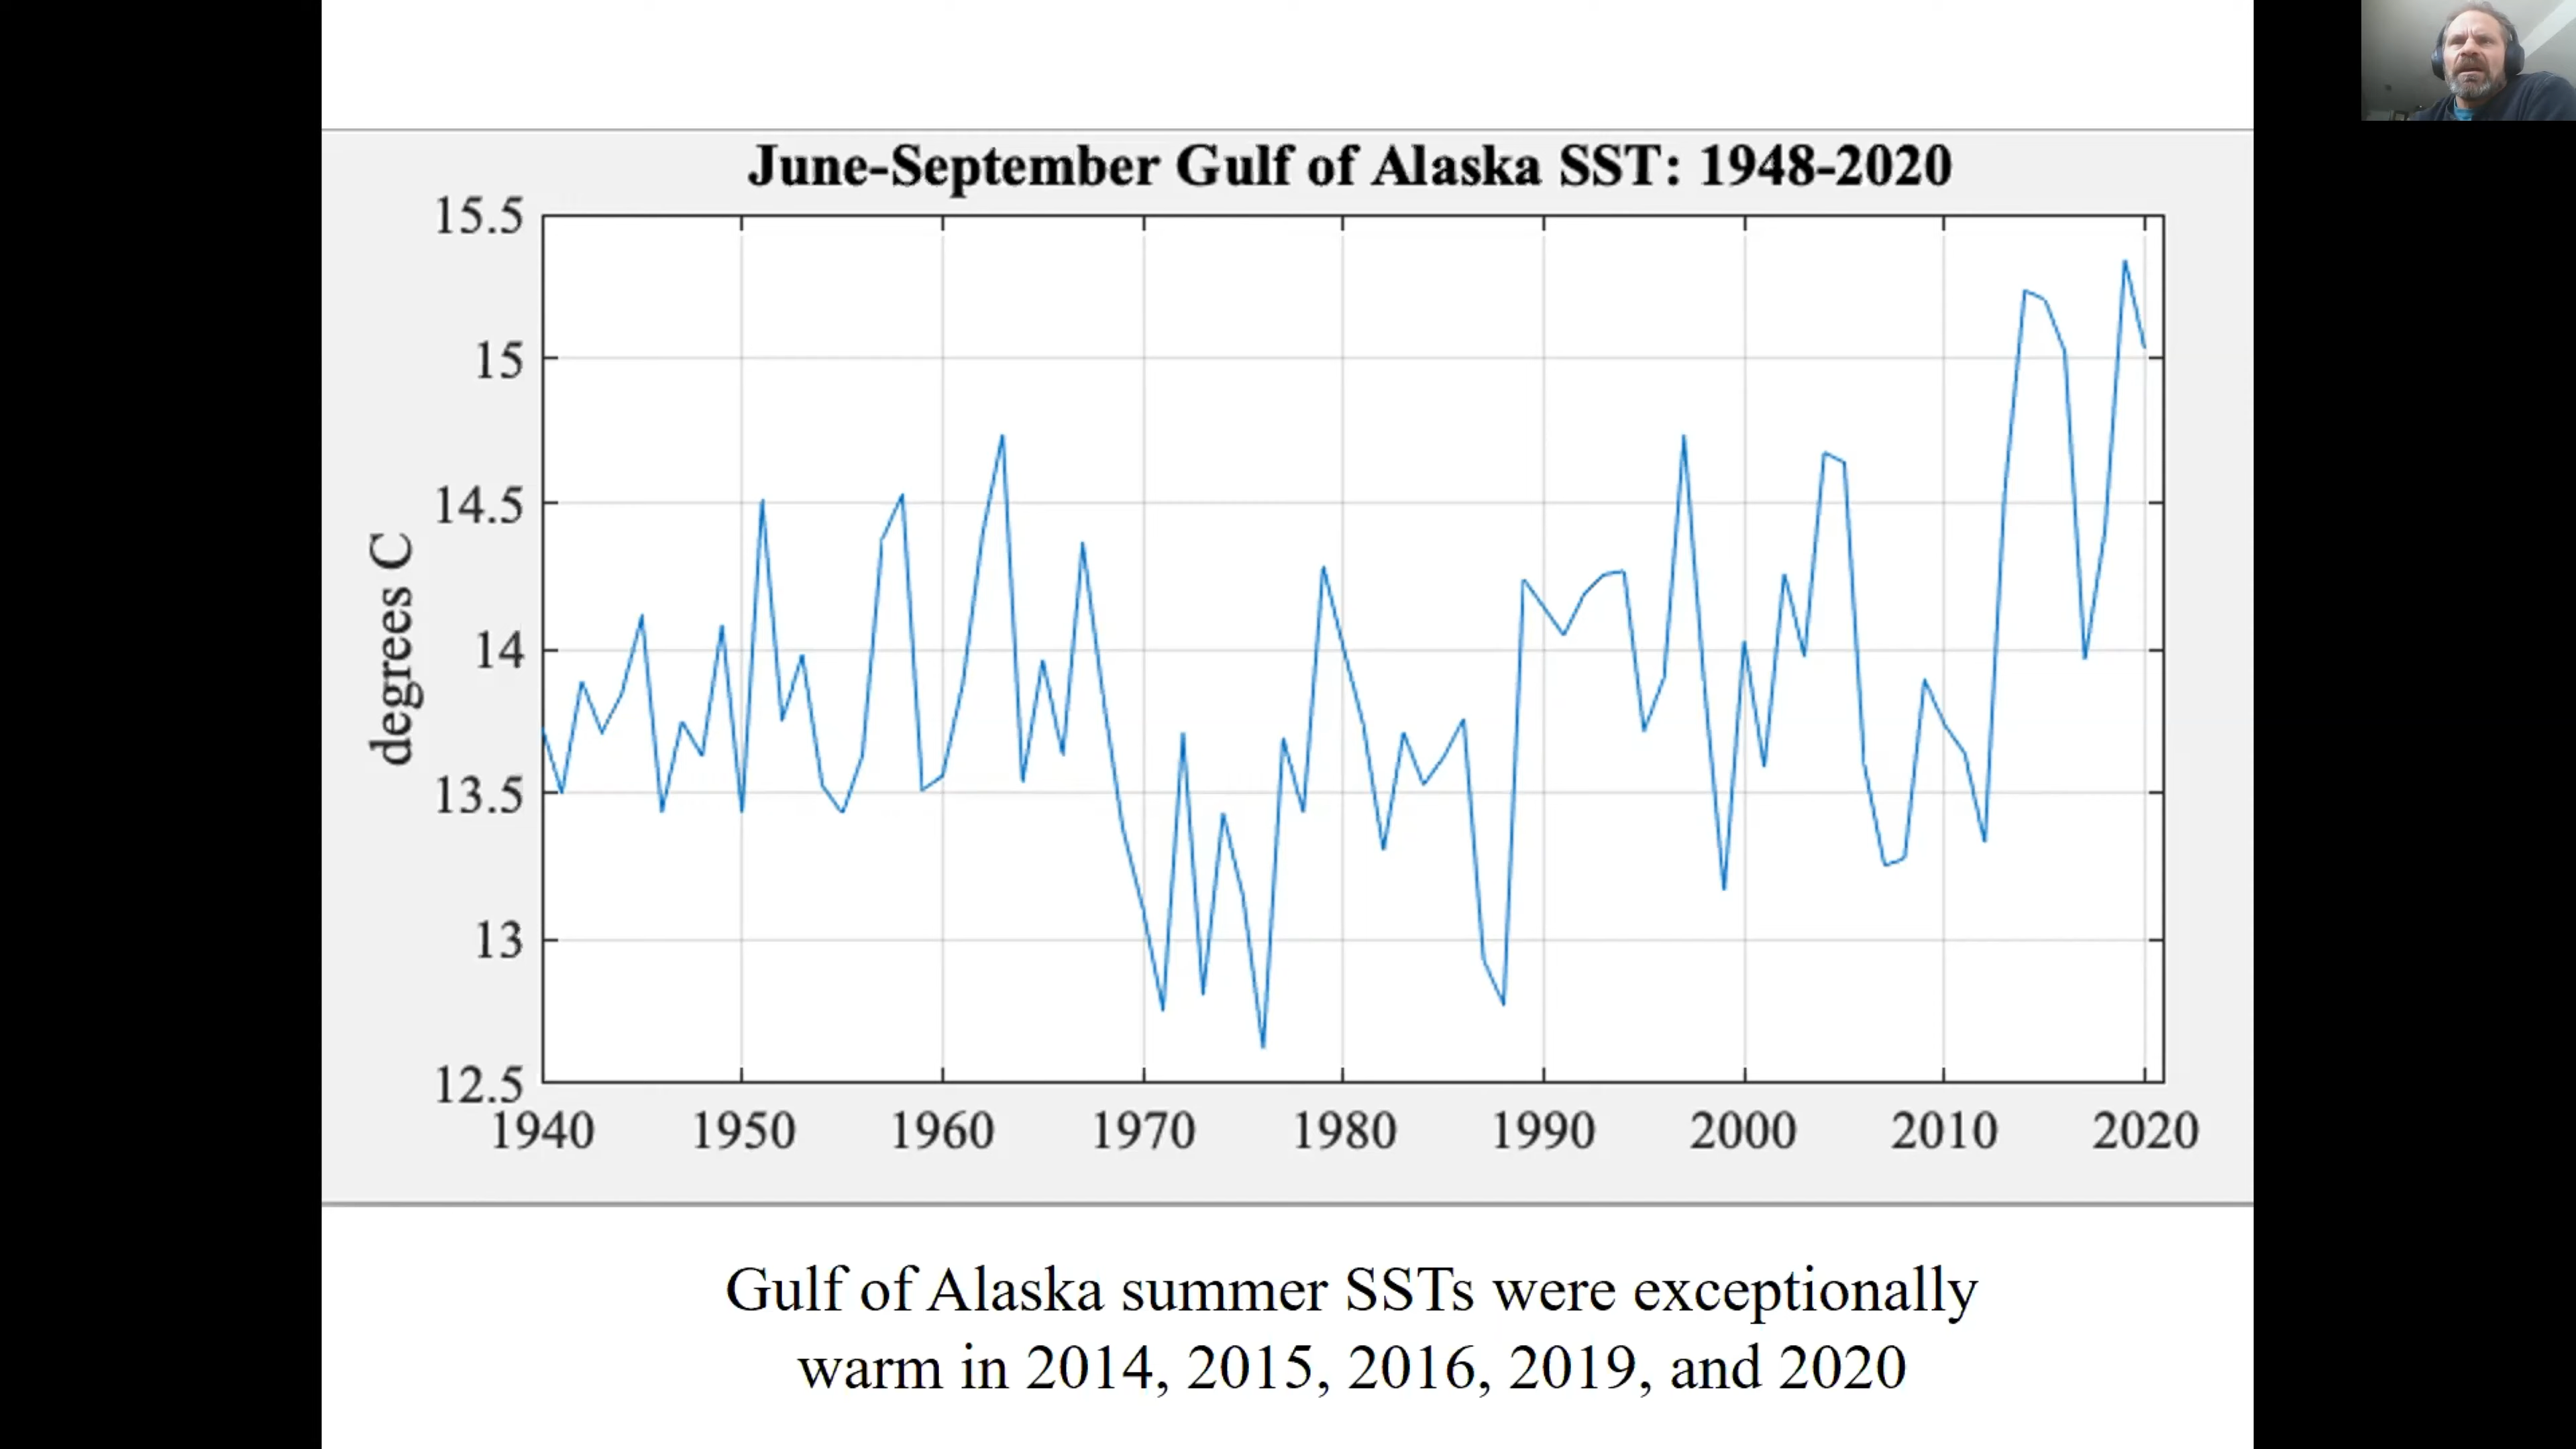 June-September Gulf of Alaska SST: 1948-2020
15.5
15
14.5
14
13.5
13
12.5
degrees C
1940 1950 1960 1970 1980 1990 2000 2010 2020
Gulf of Alaska summer SSTs were exceptionally
warm in 2014, 2015, 2016, 2019, and 2020